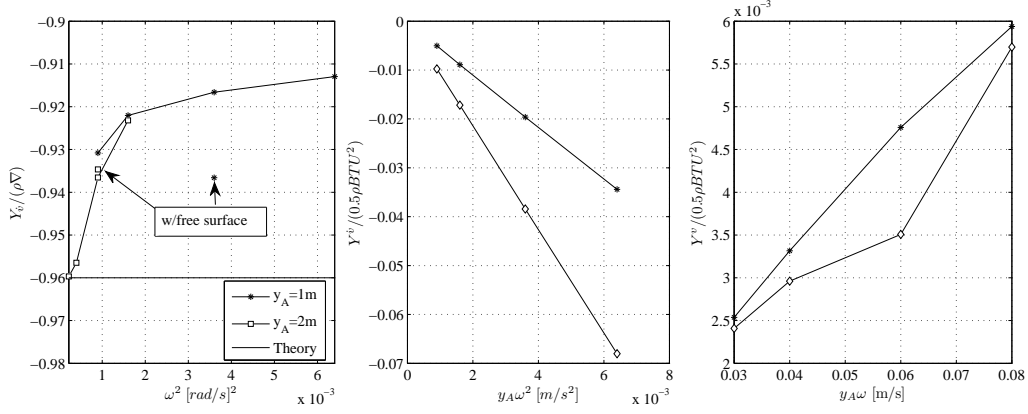 −0.9
−0.91
−0.92
−0.93
−0.94
−0.95
−0.96
−0.97
−0.98
Y_v̇/(ρ∇)
w/free surface
y_A=1m
y_A=2m
Theory
1 2 3 4 5 6
x 10⁻³
ω² [rad/s]²
0
−0.01
−0.02
−0.03
−0.04
−0.05
−0.06
−0.07
Y^v̇/(0.5ρBTU²)
0 2 4 6 8
x 10⁻³
y_Aω² [m/s²]
x 10⁻³
6
5.5
5
4.5
4
3.5
3
2.5
2
Y^v/(0.5ρBTU²)
0.03 0.04 0.05 0.06 0.07 0.08
y_Aω [m/s]